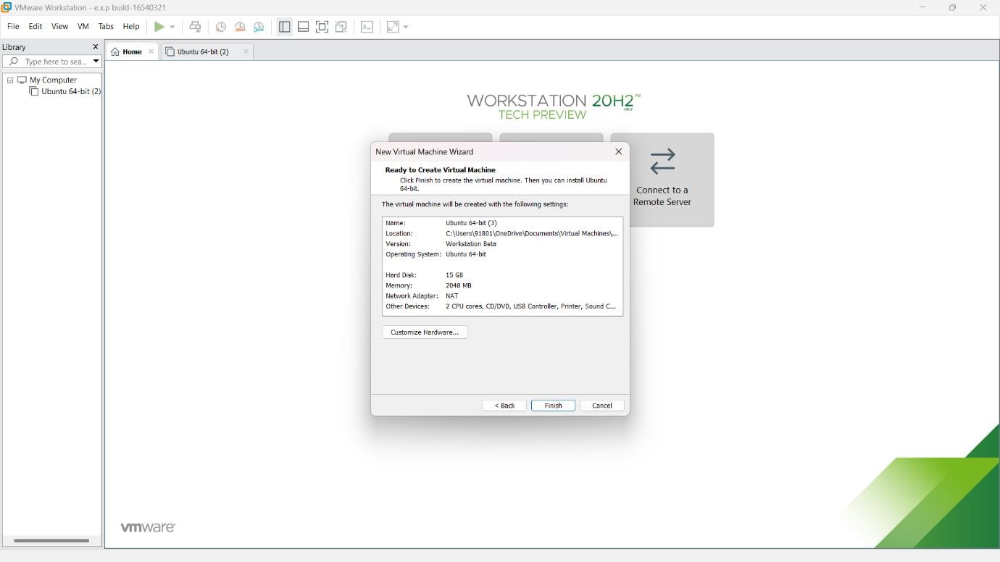 VMware Workstation - e.x.p build-16540321
File Edit View VM Tabs Help
Library
Type here to sea...
My Computer
Ubuntu 64-bit (2)
Home
Ubuntu 64-bit (2)
WORKSTATION 20H2™
JULY
TECH PREVIEW
Connect to a
Remote Server
New Virtual Machine Wizard
Ready to Create Virtual Machine
Click Finish to create the virtual machine. Then you can install Ubuntu
64-bit.
The virtual machine will be created with the following settings:
Name: Ubuntu 64-bit (3)
Location: C:\Users\91801\OneDrive\Documents\Virtual Machines\...
Version: Workstation Beta
Operating System: Ubuntu 64-bit
Hard Disk: 15 GB
Memory: 2048 MB
Network Adapter: NAT
Other Devices: 2 CPU cores, CD/DVD, USB Controller, Printer, Sound C...
Customize Hardware...
< Back
Finish
Cancel
vmware®